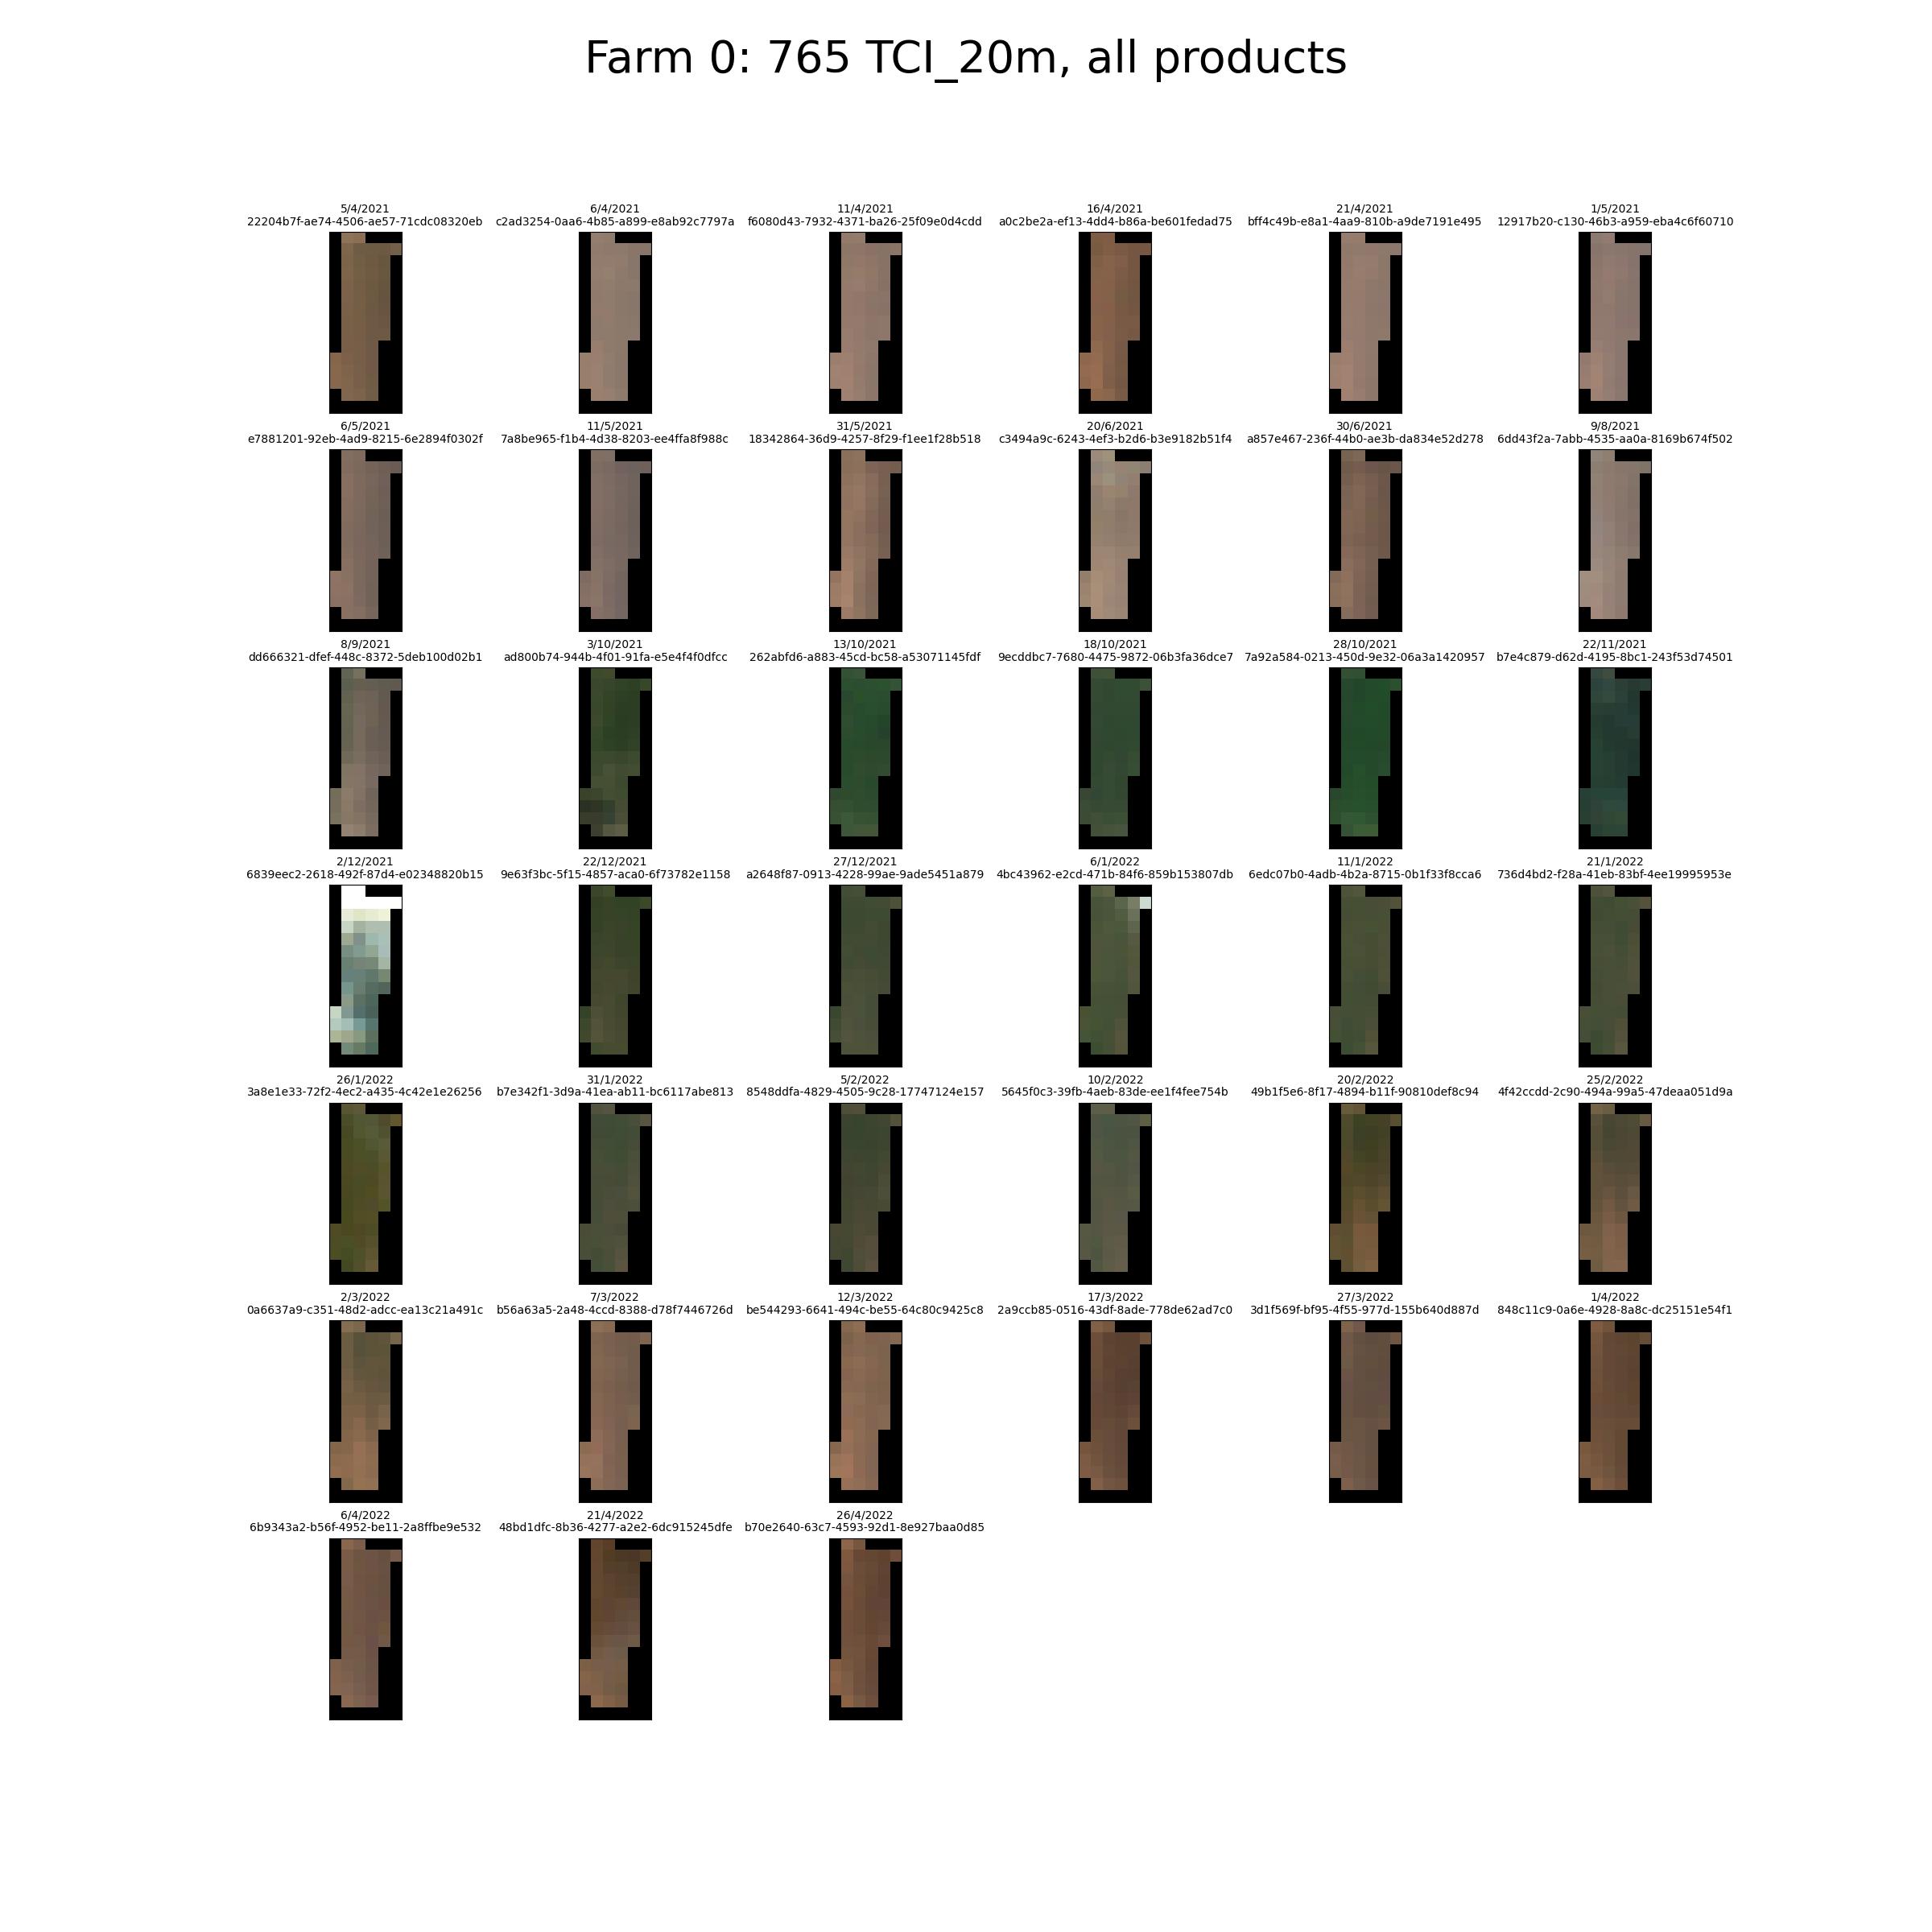 Farm 0: 765 TCI_20m, all products
5/4/2021 6/4/2021 11/4/2021 16/4/2021 21/4/2021 1/5/2021
22204b7f-ae74-4506-ae57-71cdc08320eb c2ad3254-0aa6-4b85-a899-e8ab92c7797a f6080d43-7932-4371-ba26-25f09e0d4cdd a0c2be2a-ef13-4dd4-b86a-be601fedad75 bff4c49b-e8a1-4aa9-810b-a9de7191e495 12917b20-c130-46b3-a959-eba4c6f60710
6/5/2021 11/5/2021 31/5/2021 20/6/2021 30/6/2021 9/8/2021
e7881201-92eb-4ad9-8215-6e2894f0302f 7a8be965-f1b4-4d38-8203-ee4ffa8f988c 18342864-36d9-4257-8f29-f1ee1f28b518 c3494a9c-6243-4ef3-b2d6-b3e9182b51f4 a857e467-236f-44b0-ae3b-da834e52d278 6dd43f2a-7abb-4535-aa0a-8169b674f502
8/9/2021 3/10/2021 13/10/2021 18/10/2021 28/10/2021 22/11/2021
dd666321-dfef-448c-8372-5deb100d02b1 ad800b74-944b-4f01-91fa-e5e4f4f0dfcc 262abfd6-a883-45cd-bc58-a53071145fdf 9ecddbc7-7680-4475-9872-06b3fa36dce7 7a92a584-0213-450d-9e32-06a3a1420957 b7e4c879-d62d-4195-8bc1-243f53d74501
2/12/2021 22/12/2021 27/12/2021 6/1/2022 11/1/2022 21/1/2022
6839eec2-2618-492f-87d4-e02348820b15 9e63f3bc-5f15-4857-aca0-6f73782e1158 a2648f87-0913-4228-99ae-9ade5451a879 4bc43962-e2cd-471b-84f6-859b153807db 6edc07b0-4adb-4b2a-8715-0b1f33f8cca6 736d4bd2-f28a-41eb-83bf-4ee19995953e
26/1/2022 31/1/2022 5/2/2022 10/2/2022 20/2/2022 25/2/2022
3a8e1e33-72f2-4ec2-a435-4c42e1e26256 b7e342f1-3d9a-41ea-ab11-bc6117abe813 8548ddfa-4829-4505-9c28-17747124e157 5645f0c3-39fb-4aeb-83de-ee1f4fee754b 49b1f5e6-8f17-4894-b11f-90810def8c94 4f42ccdd-2c90-494a-99a5-47deaa051d9a
2/3/2022 7/3/2022 12/3/2022 17/3/2022 27/3/2022 1/4/2022
0a6637a9-c351-48d2-adcc-ea13c21a491c b56a63a5-2a48-4ccd-8388-d78f7446726d be544293-6641-494c-be55-64c80c9425c8 2a9ccb85-0516-43df-8ade-778de62ad7c0 3d1f569f-bf95-4f55-977d-155b640d887d 848c11c9-0a6e-4928-8a8c-dc25151e54f1
6/4/2022 21/4/2022 26/4/2022
6b9343a2-b56f-4952-be11-2a8ffbe9e532 48bd1dfc-8b36-4277-a2e2-6dc915245dfe b70e2640-63c7-4593-92d1-8e927baa0d85